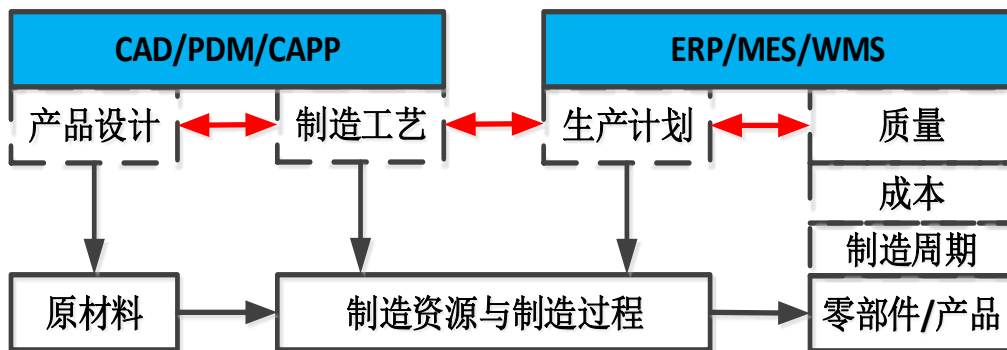 CAD/PDM/CAPP
ERP/MES/WMS
产品设计
制造工艺
生产计划
质量
成本
制造周期
原材料
制造资源与制造过程
零部件/产品